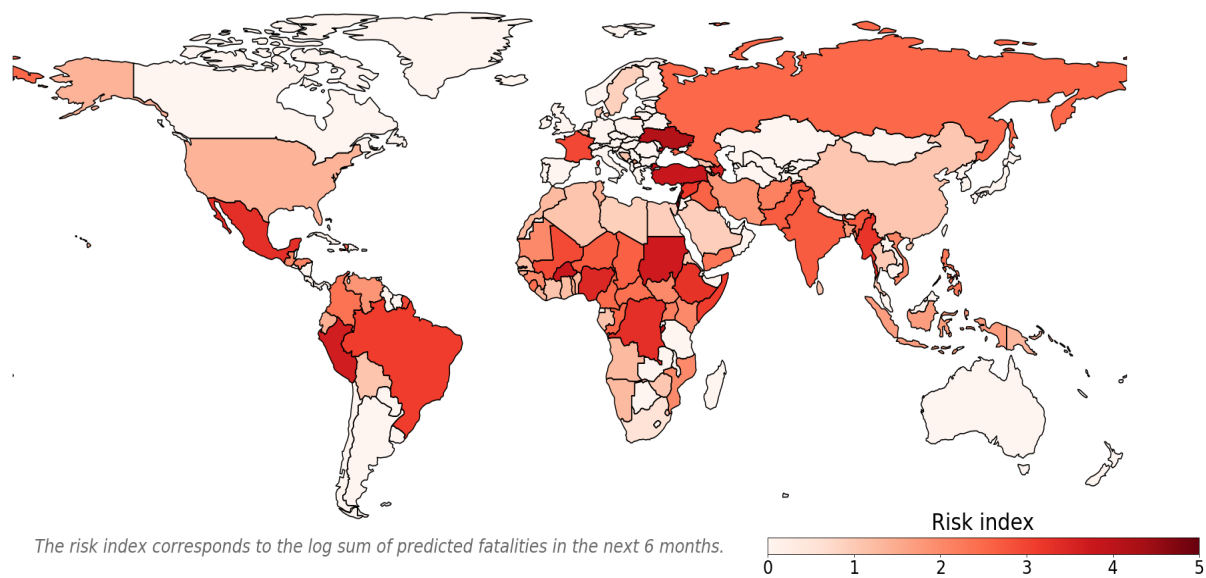 Risk index
The risk index corresponds to the log sum of predicted fatalities in the next 6 months.
0 1 2 3 4 5